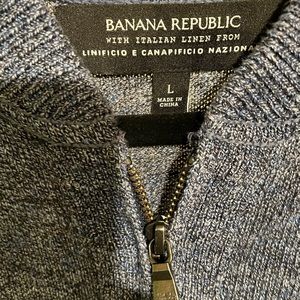 BANANA REPUBLIC
WITH ITALIAN LINEN FROM
LINIFICIO E CANAPIFICIO NAZIONA
L
MADE IN
CHINA